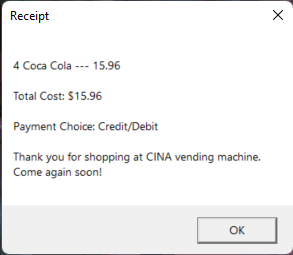 Receipt
4 Coca Cola --- 15.96
Total Cost: $15.96
Payment Choice: Credit/Debit
Thank you for shopping at CINA vending machine.
Come again soon!
OK